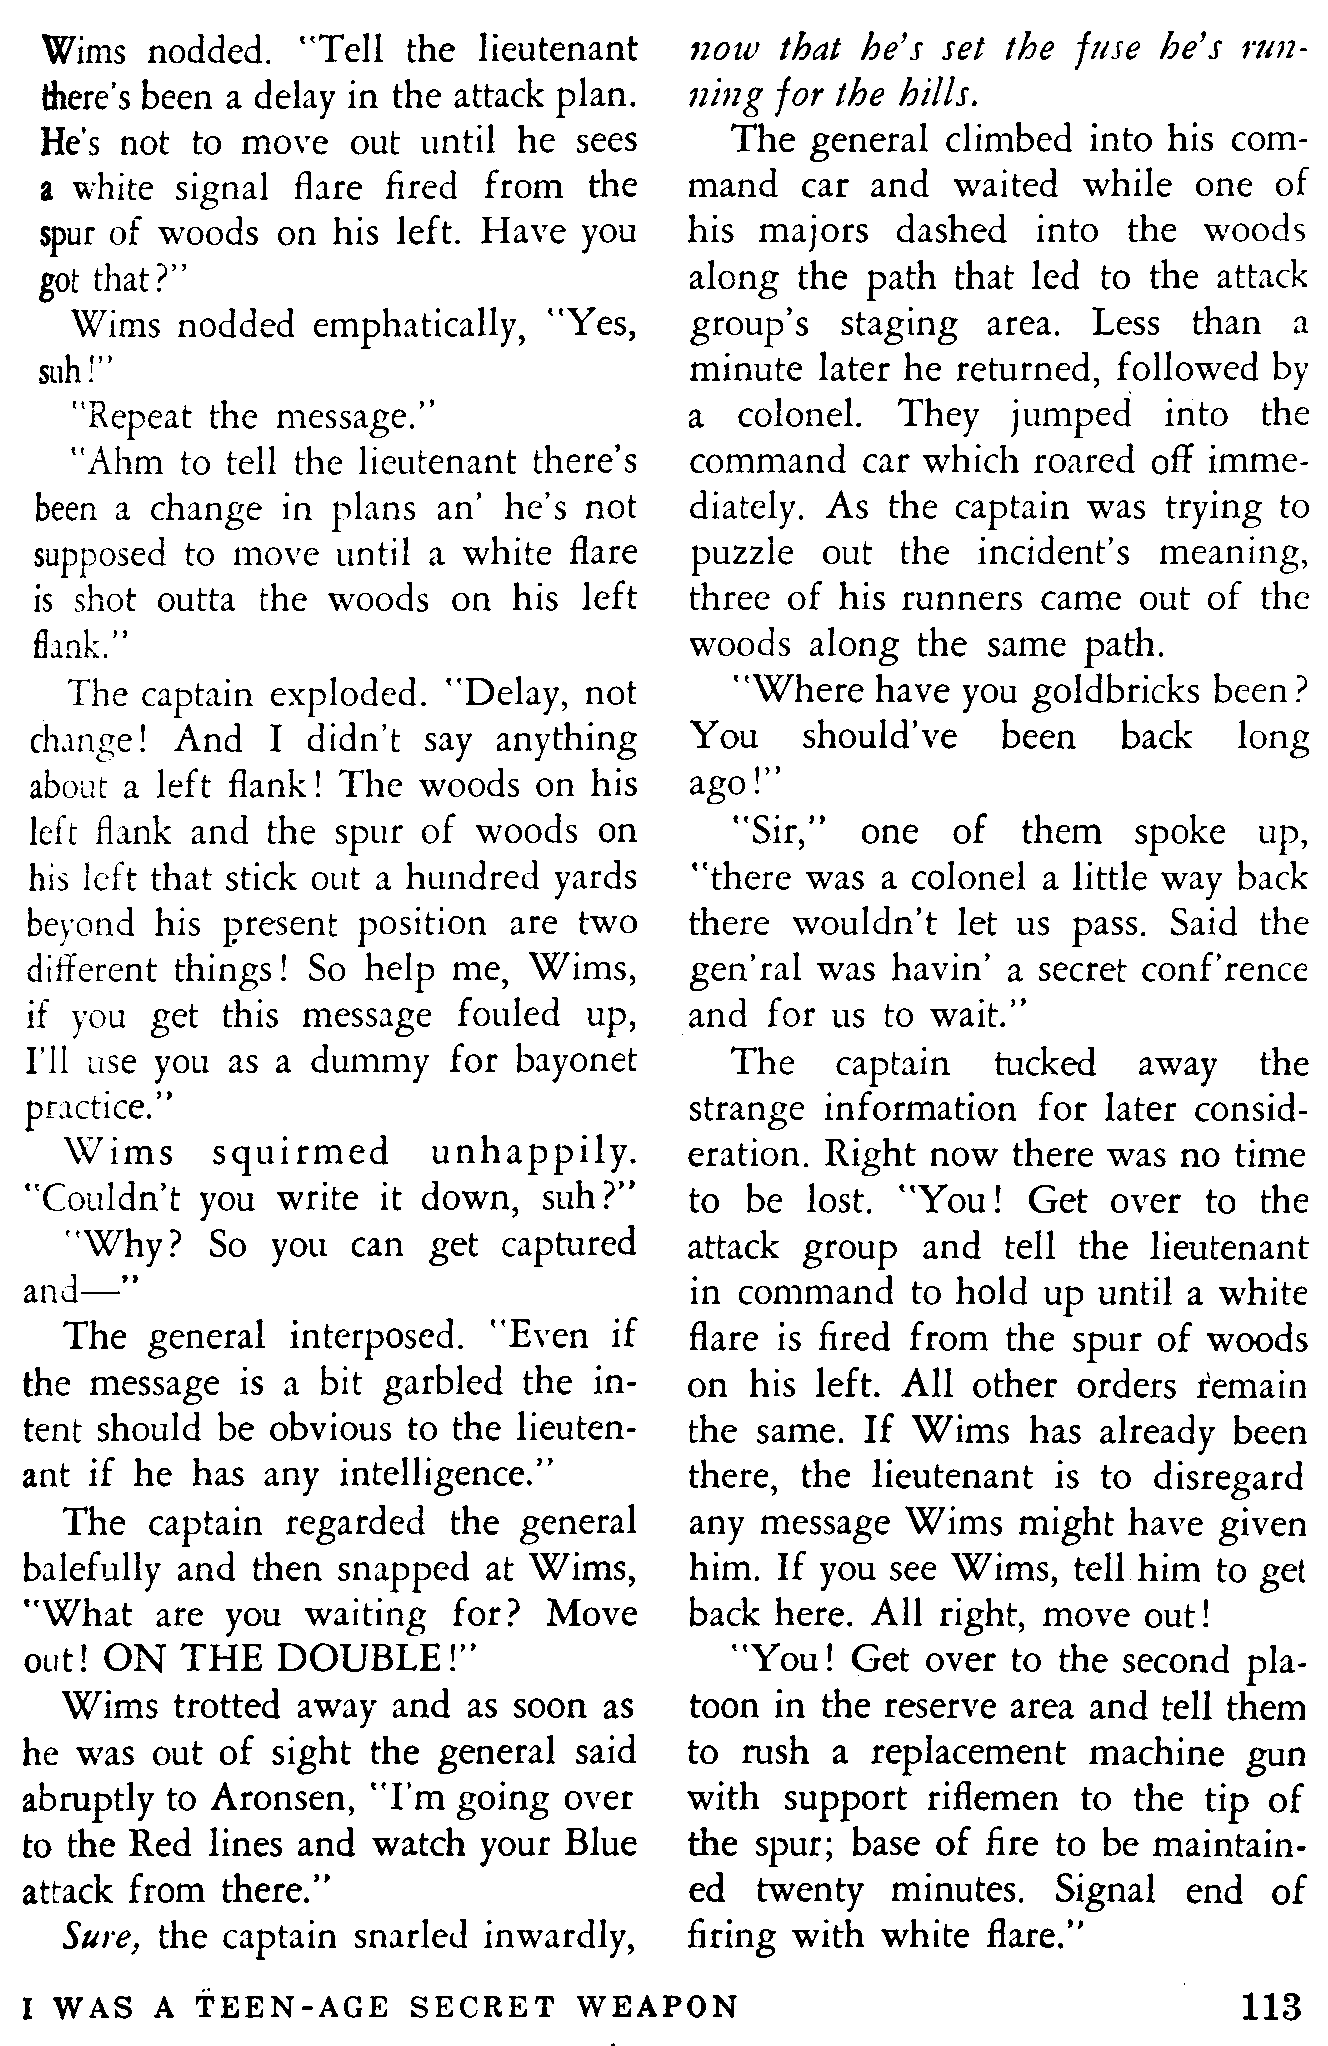 Wims nodded. "Tell the lieutenant
there's been a delay in the attack plan.
He's not to move out until he sees
a white signal flare fired from the
spur of woods on his left. Have you
got that?"
Wims nodded emphatically, "Yes,
suh!"
"Repeat the message."
"Ahm to tell the lieutenant there's
been a change in plans an' he's not
supposed to move until a white flare
is shot outta the woods on his left
flank."
The captain exploded. "Delay, not
change! And I didn't say anything
about a left flank! The woods on his
left flank and the spur of woods on
his left that stick out a hundred yards
beyond his present position are two
different things! So help me, Wims,
if you get this message fouled up,
I'll use you as a dummy for bayonet
practice."
Wims squirmed unhappily.
"Couldn't you write it down, suh?"
"Why? So you can get captured
and—"
The general interposed. "Even if
the message is a bit garbled the in-
tent should be obvious to the lieuten-
ant if he has any intelligence."
The captain regarded the general
balefully and then snapped at Wims,
"What are you waiting for? Move
out! ON THE DOUBLE!"
Wims trotted away and as soon as
he was out of sight the general said
abruptly to Aronsen, "I'm going over
to the Red lines and watch your Blue
attack from there."
Sure, the captain snarled inwardly,
now that he's set the fuse he's run-
ning for the hills.
The general climbed into his com-
mand car and waited while one of
his majors dashed into the woods
along the path that led to the attack
group's staging area. Less than a
minute later he returned, followed by
a colonel. They jumped into the
command car which roared off imme-
diately. As the captain was trying to
puzzle out the incident's meaning,
three of his runners came out of the
woods along the same path.
"Where have you goldbricks been?
You should've been back long
ago!"
"Sir," one of them spoke up,
"there was a colonel a little way back
there wouldn't let us pass. Said the
gen'ral was havin' a secret conf'rence
and for us to wait."
The captain tucked away the
strange information for later consid-
eration. Right now there was no time
to be lost. "You! Get over to the
attack group and tell the lieutenant
in command to hold up until a white
flare is fired from the spur of woods
on his left. All other orders remain
the same. If Wims has already been
there, the lieutenant is to disregard
any message Wims might have given
him. If you see Wims, tell him to get
back here. All right, move out!
"You! Get over to the second pla-
toon in the reserve area and tell them
to rush a replacement machine gun
with support riflemen to the tip of
the spur; base of fire to be maintain-
ed twenty minutes. Signal end of
firing with white flare."
I WAS A TEEN-AGE SECRET WEAPON
113